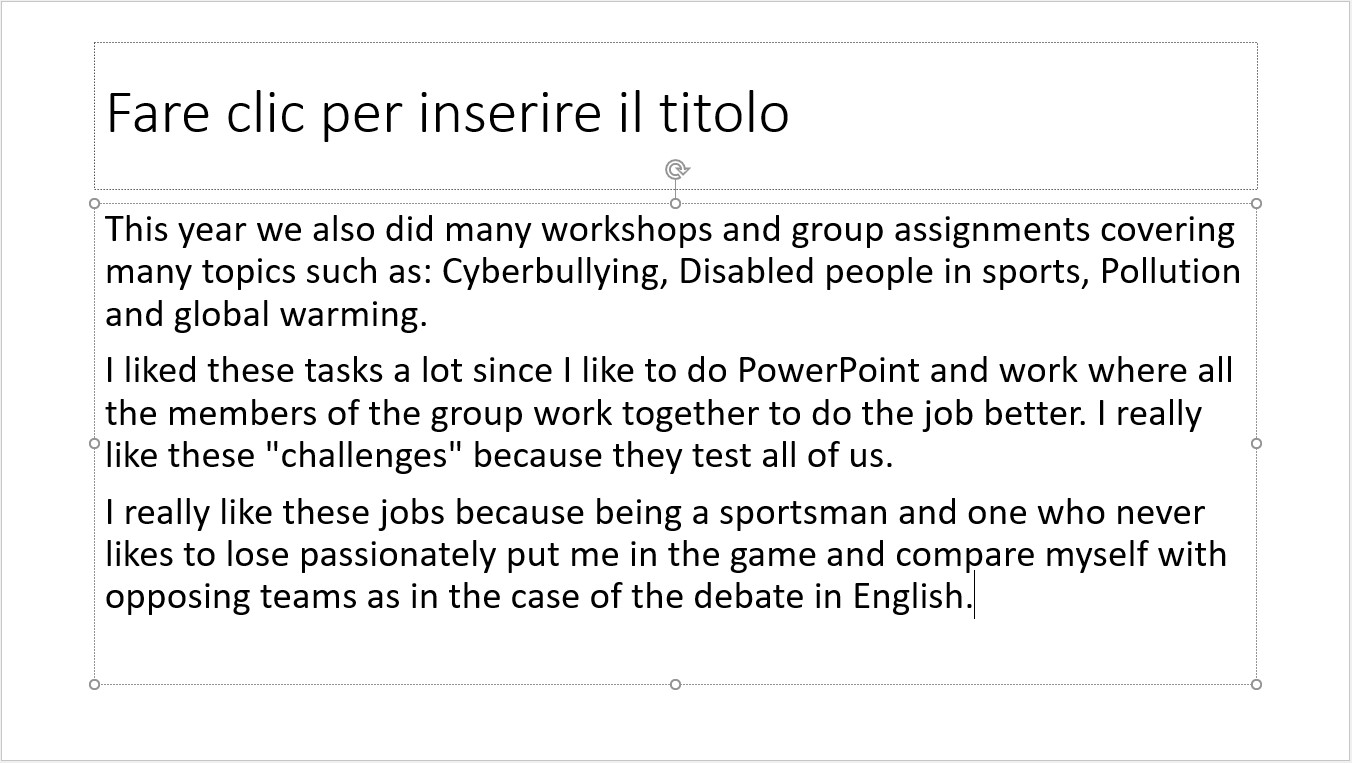 Fare clic per inserire il titolo
This year we also did many workshops and group assignments covering
many topics such as: Cyberbullying, Disabled people in sports, Pollution
and global warming.
I liked these tasks a lot since I like to do PowerPoint and work where all
the members of the group work together to do the job better. I really
like these "challenges" because they test all of us.
I really like these jobs because being a sportsman and one who never
likes to lose passionately put me in the game and compare myself with
opposing teams as in the case of the debate in English.